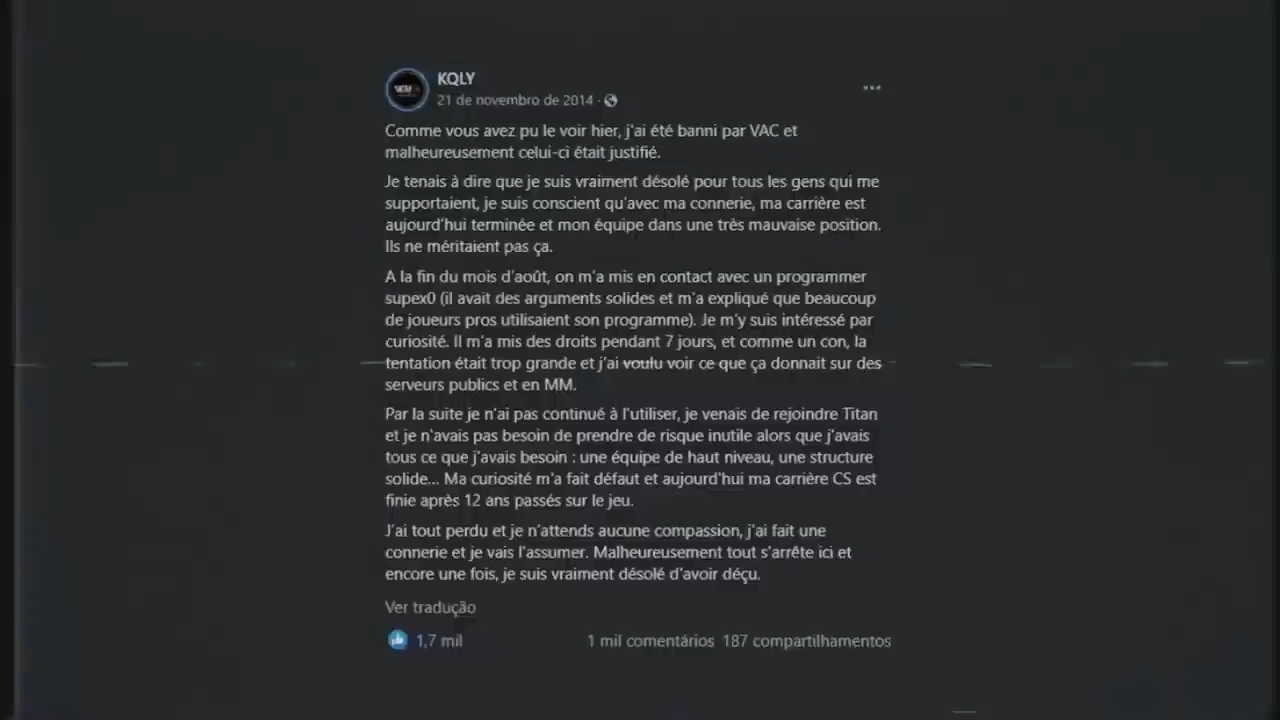 KQLY
21 de novembro de 2014 ·
Comme vous avez pu le voir hier, j'ai été banni par VAC et
malheureusement celui-ci était justifié.
Je tenais à dire que je suis vraiment désolé pour tous les gens qui me
supportaient, je suis conscient qu'avec ma connerie, ma carrière est
aujourd'hui terminée et mon équipe dans une très mauvaise position.
Ils ne méritaient pas ça.
A la fin du mois d'août, on m'a mis en contact avec un programmer
supex0 (il avait des arguments solides et m'a expliqué que beaucoup
de joueurs pros utilisaient son programme). Je m'y suis intéressé par
curiosité. Il m'a mis des droits pendant 7 jours, et comme un con, la
tentation était trop grande et j'ai voulu voir ce que ça donnait sur des
serveurs publics et en MM.
Par la suite je n'ai pas continué à l'utiliser, je venais de rejoindre Titan
et je n'avais pas besoin de prendre de risque inutile alors que j'avais
tous ce que j'avais besoin : une équipe de haut niveau, une structure
solide... Ma curiosité m'a fait défaut et aujourd'hui ma carrière CS est
finie après 12 ans passés sur le jeu.
J'ai tout perdu et je n'attends aucune compassion, j'ai fait une
connerie et je vais l'assumer. Malheureusement tout s'arrête ici et
encore une fois, je suis vraiment désolé d'avoir déçu.
Ver tradução
1,7 mil 1 mil comentários 187 compartilhamentos